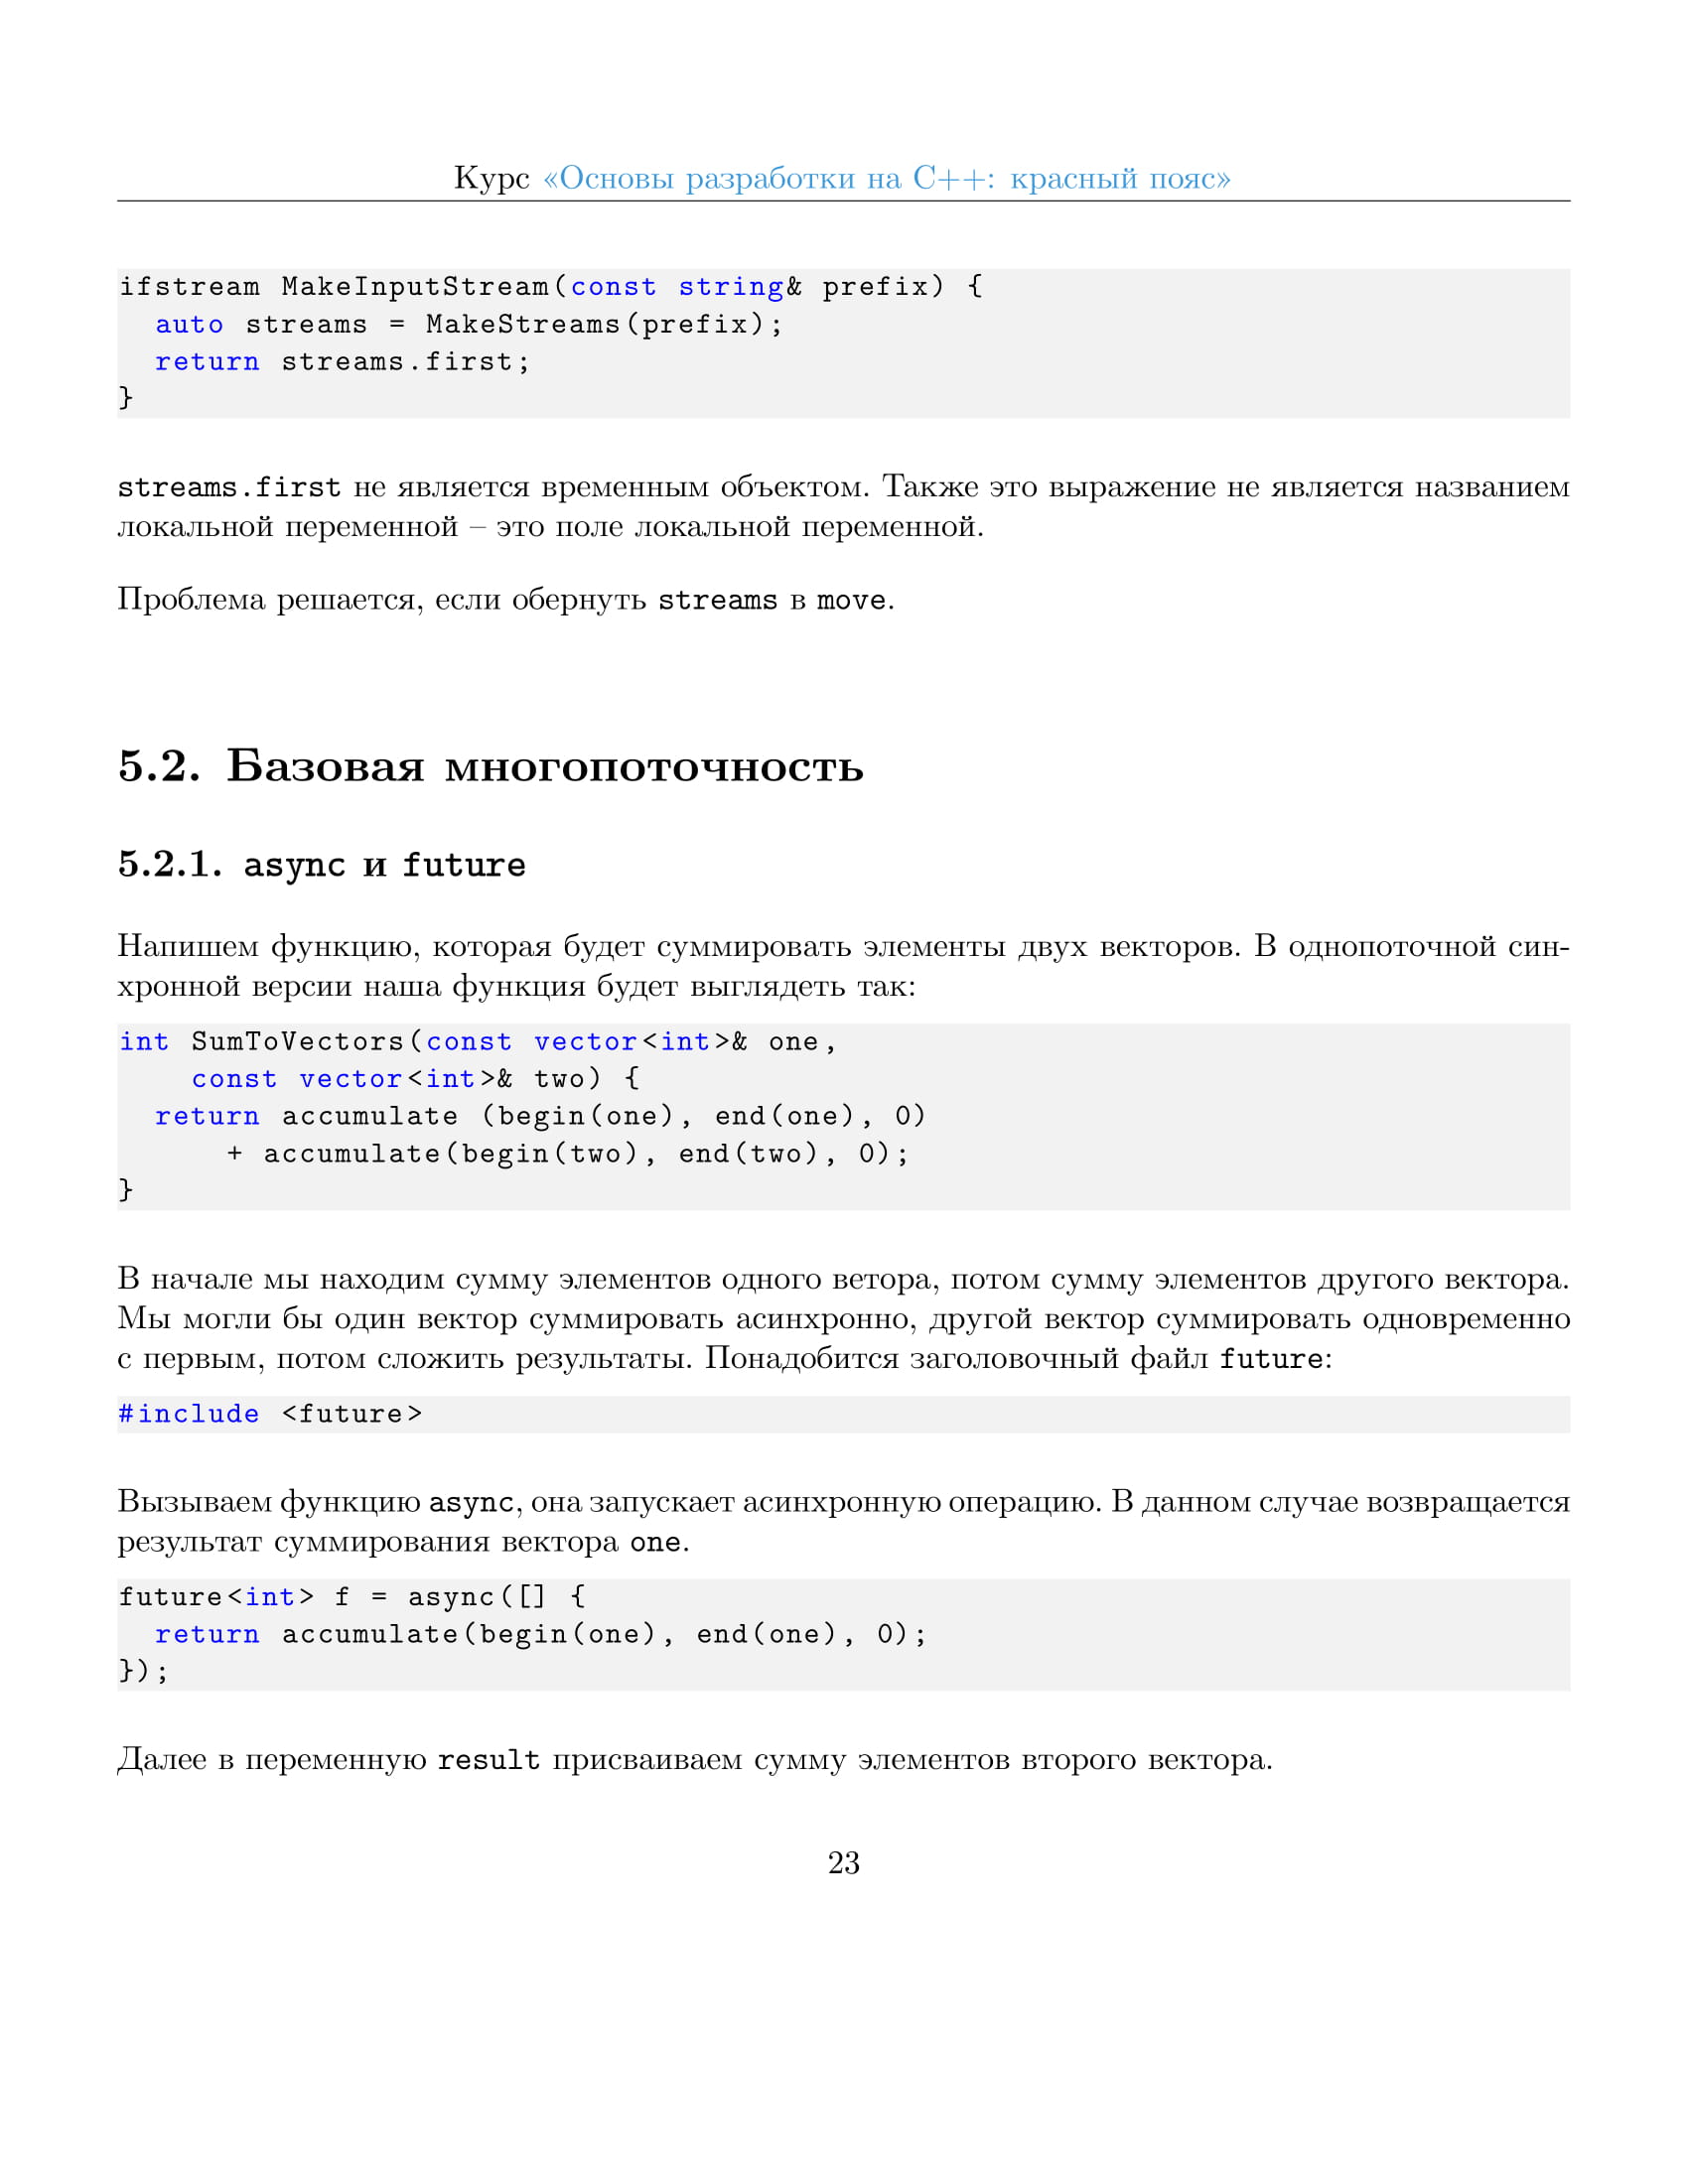 Курс «Основы разработки на C++: красный пояс»
ifstream MakeInputStream(const string& prefix) {
  auto streams = MakeStreams(prefix);
  return streams.first;
}
streams.first не является временным объектом. Также это выражение не является названием
локальной переменной – это поле локальной переменной.
Проблема решается, если обернуть streams в move.
5.2. Базовая многопоточность
5.2.1. async и future
Напишем функцию, которая будет суммировать элементы двух векторов. В однопоточной син-
хронной версии наша функция будет выглядеть так:
int SumToVectors(const vector<int>& one,
    const vector<int>& two) {
  return accumulate (begin(one), end(one), 0)
      + accumulate(begin(two), end(two), 0);
}
В начале мы находим сумму элементов одного ветора, потом сумму элементов другого вектора.
Мы могли бы один вектор суммировать асинхронно, другой вектор суммировать одновременно
с первым, потом сложить результаты. Понадобится заголовочный файл future:
#include <future>
Вызываем функцию async, она запускает асинхронную операцию. В данном случае возвращается
результат суммирования вектора one.
future<int> f = async([] {
  return accumulate(begin(one), end(one), 0);
});
Далее в переменную result присваиваем сумму элементов второго вектора.
23